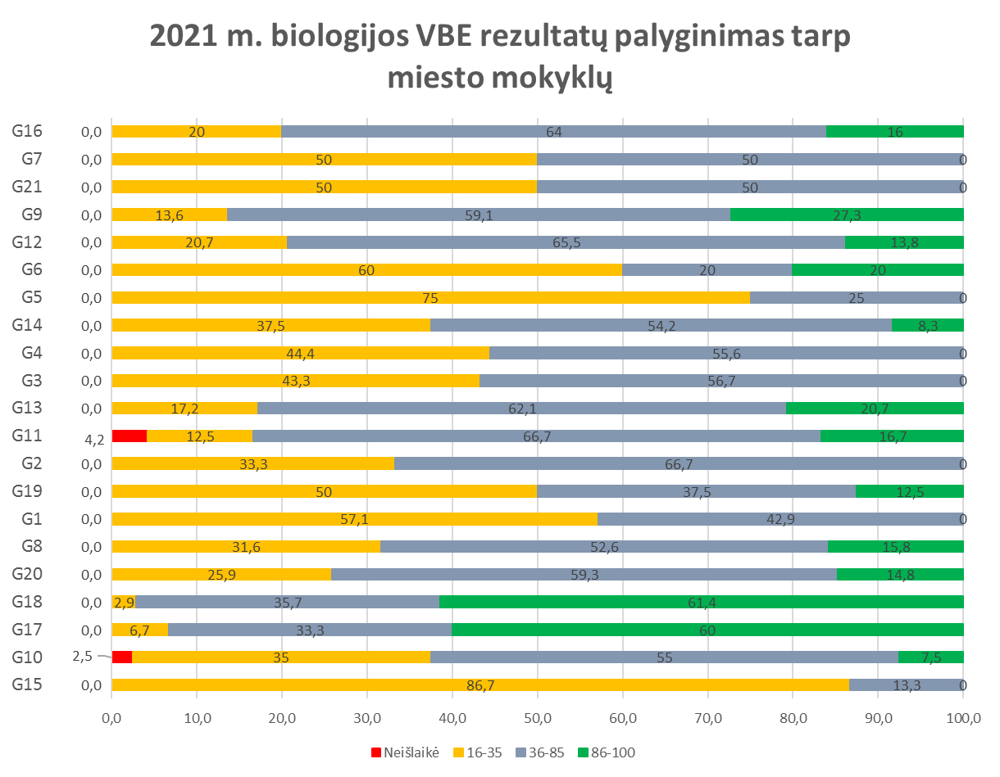 2021 m. biologijos VBE rezultatų palyginimas tarp
miesto mokyklų
G16 0,0 20 64 16
G7 0,0 50 50 0
G21 0,0 50 50 0
G9 0,0 13,6 59,1 27,3
G12 0,0 20,7 65,5 13,8
G6 0,0 60 20 20
G5 0,0 75 25 0
G14 0,0 37,5 54,2 8,3
G4 0,0 44,4 55,6 0
G3 0,0 43,3 56,7 0
G13 0,0 17,2 62,1 20,7
G11 4,2 12,5 66,7 16,7
G2 0,0 33,3 66,7 0
G19 0,0 50 37,5 12,5
G1 0,0 57,1 42,9 0
G8 0,0 31,6 52,6 15,8
G20 0,0 25,9 59,3 14,8
G18 0,0 2,9 35,7 61,4
G17 0,0 6,7 33,3 60
G10 2,5 35 55 7,5
G15 0,0 86,7 13,3 0
0,0 10,0 20,0 30,0 40,0 50,0 60,0 70,0 80,0 90,0 100,0
Neišlaikė 16-35 36-85 86-100